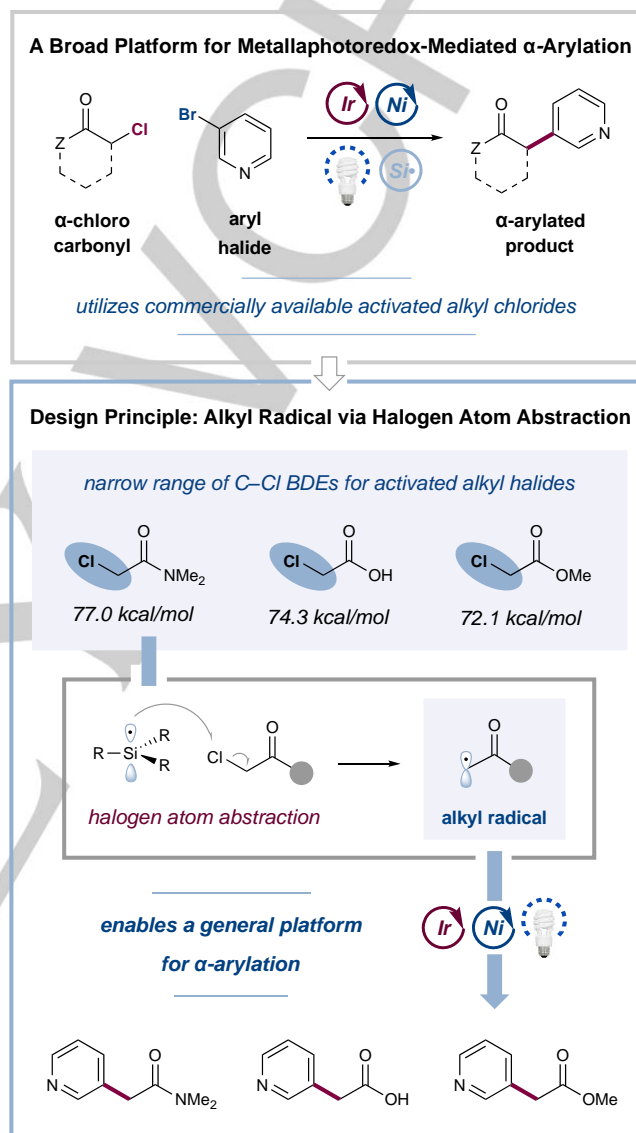 A Broad Platform for Metallaphotoredox-Mediated α-Arylation
O
Cl
Z
Br
N
Ir
Ni
Si•
O
Z
N
α-chloro
carbonyl
aryl
halide
α-arylated
product
utilizes commercially available activated alkyl chlorides
Design Principle: Alkyl Radical via Halogen Atom Abstraction
narrow range of C–Cl BDEs for activated alkyl halides
Cl O NMe2
Cl O OH
Cl O OMe
77.0 kcal/mol
74.3 kcal/mol
72.1 kcal/mol
R Si R R
Cl O
O
halogen atom abstraction
alkyl radical
enables a general platform
for α-arylation
Ir Ni
N O NMe2
N O OH
N O OMe